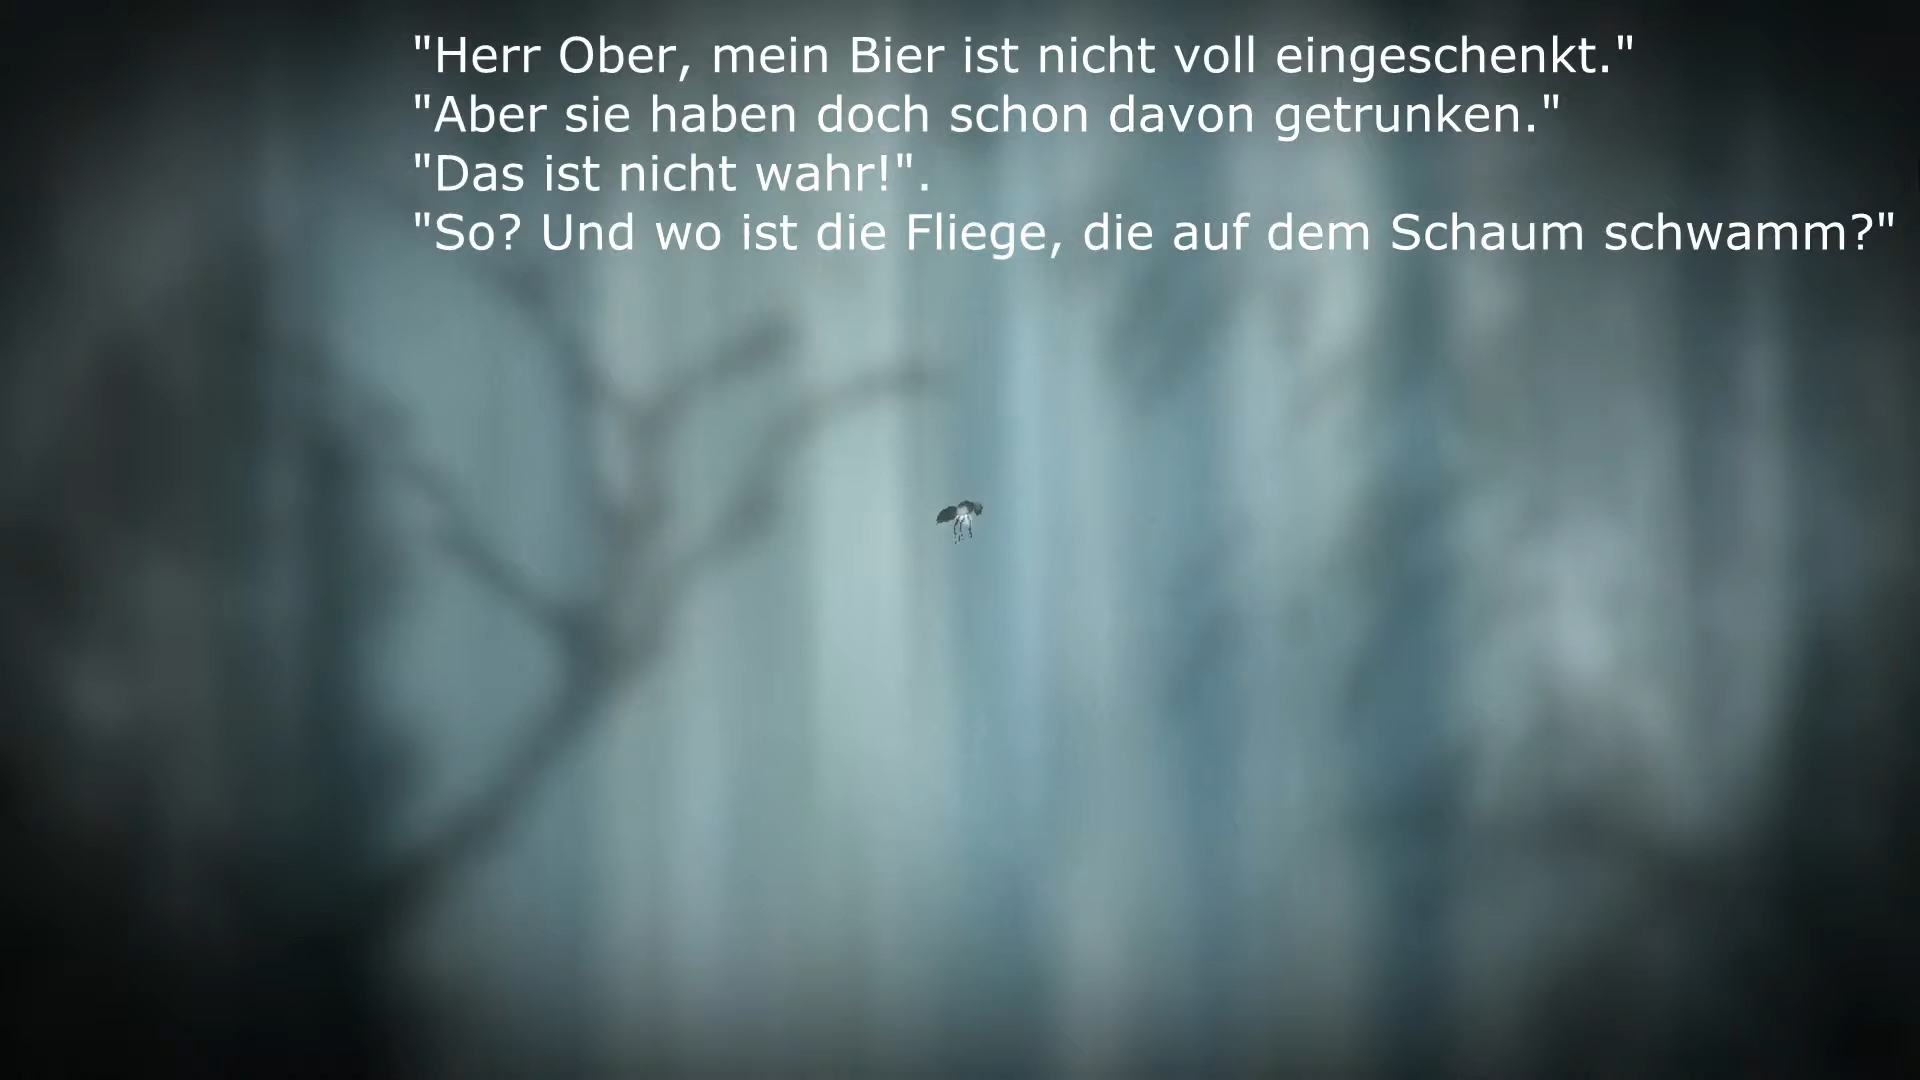 "Herr Ober, mein Bier ist nicht voll eingeschenkt."
"Aber sie haben doch schon davon getrunken."
"Das ist nicht wahr!".
"So? Und wo ist die Fliege, die auf dem Schaum schwamm?"